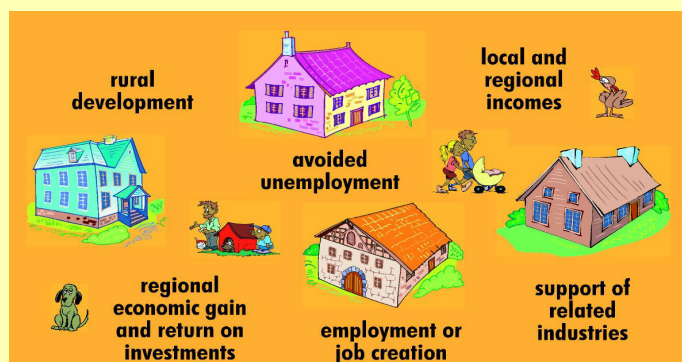 rural
development
local and
regional
incomes
avoided
unemployment
regional
economic gain
and return on
investments
employment or
job creation
support of
related
industries